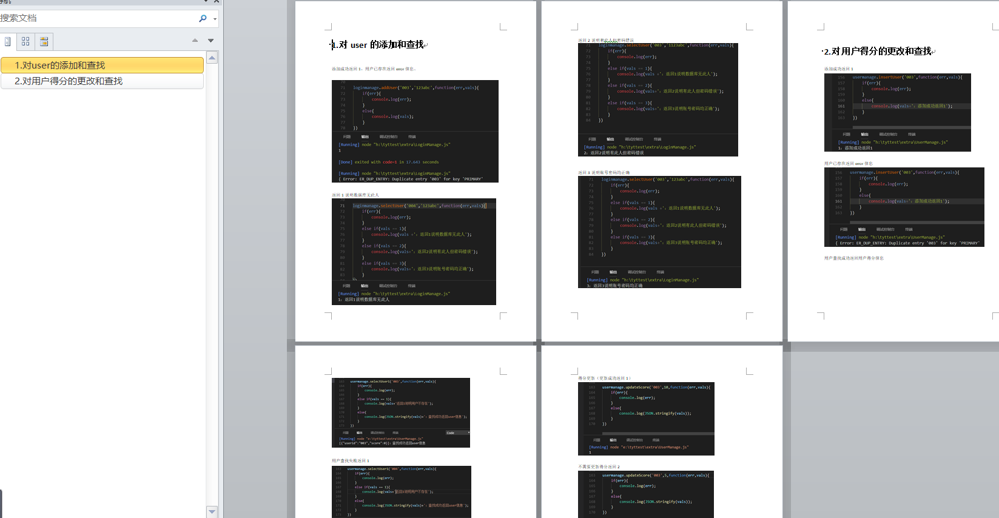 导航
搜索文档
1.对user的添加和查找
2.对用户得分的更改和查找
1.对 user 的添加和查找
添加成功返回 1，用户已存在返回 error 信息。
70
71 loginmanage.addUser('003','123abc',function(err,vals){
72 if(err){
73 console.log(err);
74 }
75 else{
76 console.log(vals);
77 }
78 })
问题 输出 调试控制台 终端
[Running] node "h:\tyttest\extra\LoginManage.js"
1
[Done] exited with code=1 in 17.643 seconds
[Running] node "h:\tyttest\extra\LoginManage.js"
{ Error: ER_DUP_ENTRY: Duplicate entry '003' for key 'PRIMARY'
返回 1 说明数据库无此人
71 loginmanage.selectUser('004','123abc',function(err,vals){
72 if(err){
73 console.log(err);
74 }
75 else if(vals == 1){
76 console.log(vals +'：返回1说明数据库无此人');
77 }
78 else if(vals == 2){
79 console.log(vals+'：返回2说明有此人但密码错误');
80 }
81 else if(vals == 3){
82 console.log(vals+'：返回3说明账号密码均正确');
83 }
问题 输出 调试控制台 终端
[Running] node "h:\tyttest\extra\LoginManage.js"
1：返回1说明数据库无此人
返回 2 说明有此人但密码错误
71 loginmanage.selectUser('003','1123abc',function(err,vals){
72 if(err){
73 console.log(err);
74 }
75 else if(vals == 1){
76 console.log(vals +'：返回1说明数据库无此人');
77 }
78 else if(vals == 2){
79 console.log(vals+'：返回2说明有此人但密码错误');
80 }
81 else if(vals == 3){
82 console.log(vals+'：返回3说明账号密码均正确');
83 }
84 })
问题 输出 调试控制台 终端
[Running] node "h:\tyttest\extra\LoginManage.js"
2：返回2说明有此人但密码错误
返回 3 说明账号密码均正确
71 loginmanage.selectUser('003','123abc',function(err,vals){
72 if(err){
73 console.log(err);
74 }
75 else if(vals == 1){
76 console.log(vals +'：返回1说明数据库无此人');
77 }
78 else if(vals == 2){
79 console.log(vals+'：返回2说明有此人但密码错误');
80 }
81 else if(vals == 3){
82 console.log(vals+'：返回3说明账号密码均正确');
83 }
84 })
问题 输出 调试控制台 终端
[Running] node "h:\tyttest\extra\LoginManage.js"
3：返回3说明账号密码均正确
2.对用户得分的更改和查找
添加成功返回 1
156 usermanage.insertUser('003',function(err,vals){
157 if(err){
158 console.log(err);
159 }
160 else{
161 console.log(vals+'：添加成功返回1');
162 }
163 })
问题 输出 调试控制台 终端
[Running] node "h:\tyttest\extra\UserManage.js"
1：添加成功返回1
用户已存在返回 error 信息
156 usermanage.insertUser('003',function(err,vals){
157 if(err){
158 console.log(err);
159 }
160 else{
161 console.log(vals+'：添加成功返回1');
162 }
163 })
问题 输出 调试控制台 终端
[Running] node "h:\tyttest\extra\UserManage.js"
{ Error: ER_DUP_ENTRY: Duplicate entry '003' for key 'PRIMARY'
用户查找成功返回用户得分信息
163 usermanage.selectUser1('003',function(err,vals){
164 if(err){
165 console.log(err);
166 }
167 else if(vals == 1){
168 console.log(vals+'返回1说明用户不存在');
169 }
170 else{
171 console.log(JSON.stringify(vals)+'：查找成功返回user信息');
172 }
173 })
问题 输出 调试控制台 终端
Code
[Running] node "e:\tyttest\extra\UserManage.js"
[{"userid":"003","score":0}]：查找成功返回user信息
用户查找失败返回 1
163 usermanage.selectUser1('004',function(err,vals){
164 if(err){
165 console.log(err);
166 }
167 else if(vals == 1){
168 console.log(vals+'返回1说明用户不存在');
169 }
170 else{
171 console.log(JSON.stringify(vals)+'：查找成功返回user信息');
172 }
173 })
得分更新（更新成功返回 1）
163 usermanage.updateScore('003',10,function(err,vals){
164 if(err){
165 console.log(err);
166 }
167 else{
168 console.log(JSON.stringify(vals));
169 }
170 })
问题 输出 调试控制台 终端
[Running] node "e:\tyttest\extra\UserManage.js"
1
不需要更新得分返回 2
163 usermanage.updateScore('003',5,function(err,vals){
164 if(err){
165 console.log(err);
166 }
167 else{
168 console.log(JSON.stringify(vals));
169 }
170 })